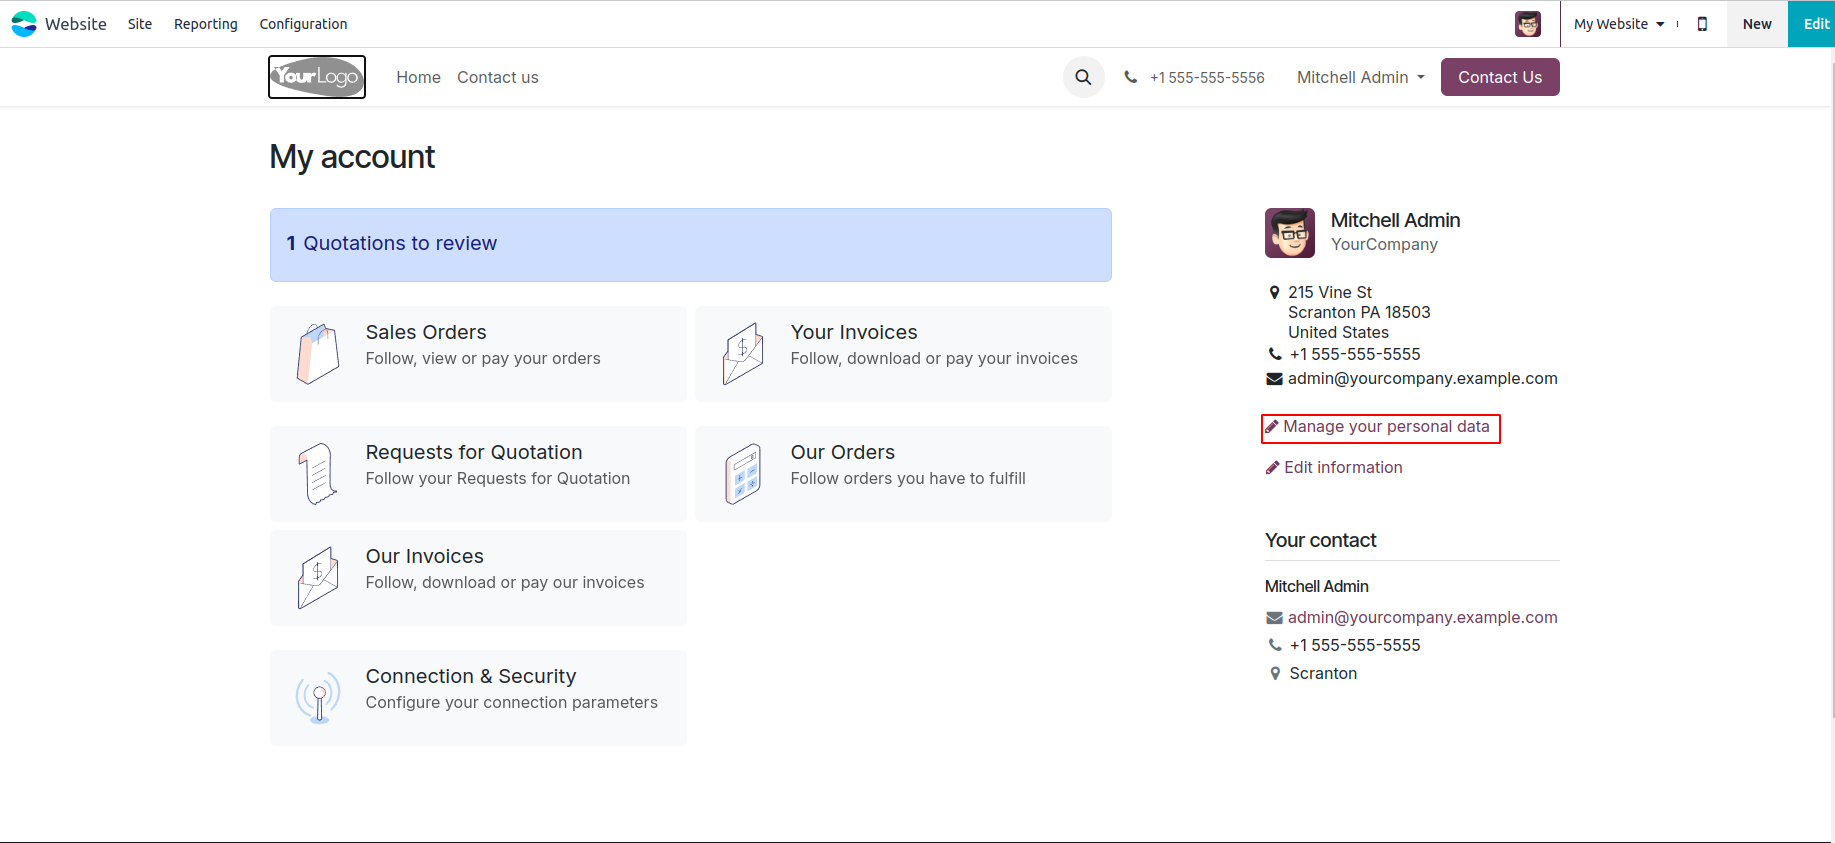 Website Site Reporting Configuration My Website New Edit
YourLogo Home Contact us +1 555-555-5556 Mitchell Admin Contact Us
My account
1 Quotations to review
Sales Orders
Follow, view or pay your orders
Your Invoices
Follow, download or pay your invoices
Requests for Quotation
Follow your Requests for Quotation
Our Orders
Follow orders you have to fulfill
Our Invoices
Follow, download or pay our invoices
Connection & Security
Configure your connection parameters
Mitchell Admin
YourCompany
215 Vine St
Scranton PA 18503
United States
+1 555-555-5555
admin@yourcompany.example.com
Manage your personal data
Edit information
Your contact
Mitchell Admin
admin@yourcompany.example.com
+1 555-555-5555
Scranton